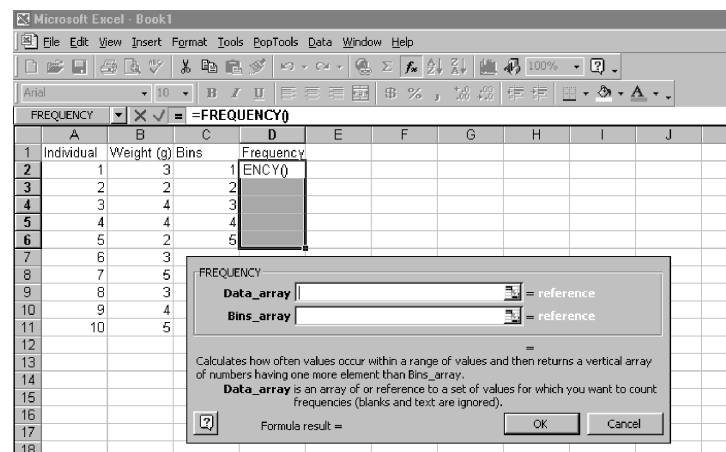 Microsoft Excel - Book1
File Edit View Insert Format Tools PopTools Data Window Help
100%
Arial 10 B I U $ % ,
FREQUENCY =FREQUENCY()
A B C D E F G H I J
1 Individual Weight (g) Bins Frequency
2 1 3 1 ENCY()
3 2 2 2
4 3 4 3
5 4 4 4
6 5 2 5
7 6 3
8 7 5
9 8 3
10 9 4
11 10 5
12
13
14
15
16
17
18
FREQUENCY
Data_array = reference
Bins_array = reference
=
Calculates how often values occur within a range of values and then returns a vertical array
of numbers having one more element than Bins_array.
Data_array is an array of or reference to a set of values for which you want to count
frequencies (blanks and text are ignored).
Formula result =
OK Cancel